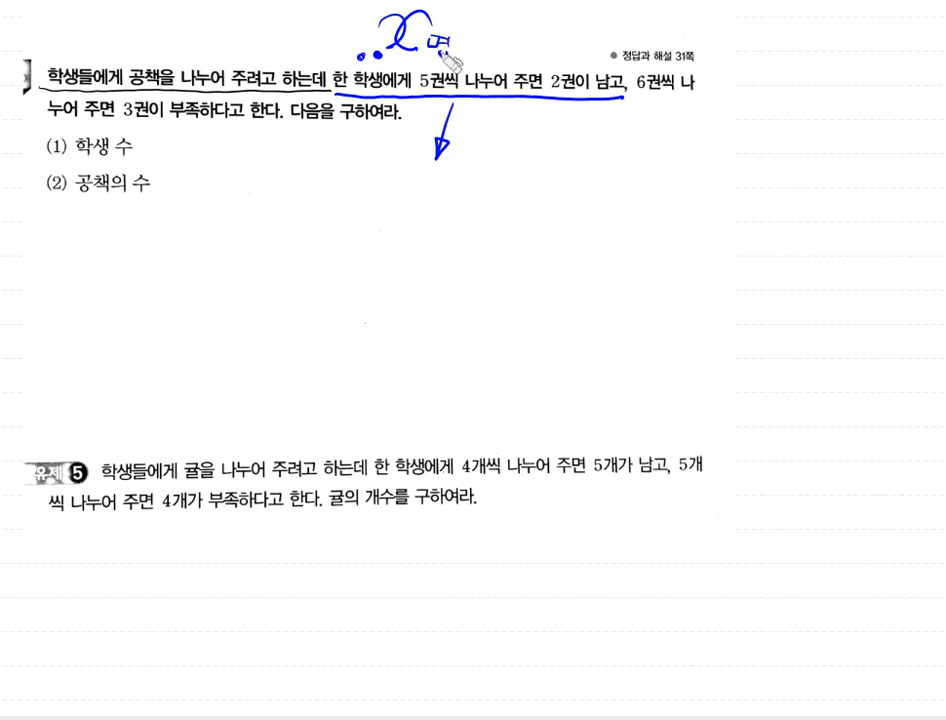 x명
● 정답과 해설 31쪽
학생들에게 공책을 나누어 주려고 하는데 한 학생에게 5권씩 나누어 주면 2권이 남고, 6권씩 나
누어 주면 3권이 부족하다고 한다. 다음을 구하여라.
(1) 학생 수
(2) 공책의 수
유제 5 학생들에게 귤을 나누어 주려고 하는데 한 학생에게 4개씩 나누어 주면 5개가 남고, 5개
씩 나누어 주면 4개가 부족하다고 한다. 귤의 개수를 구하여라.